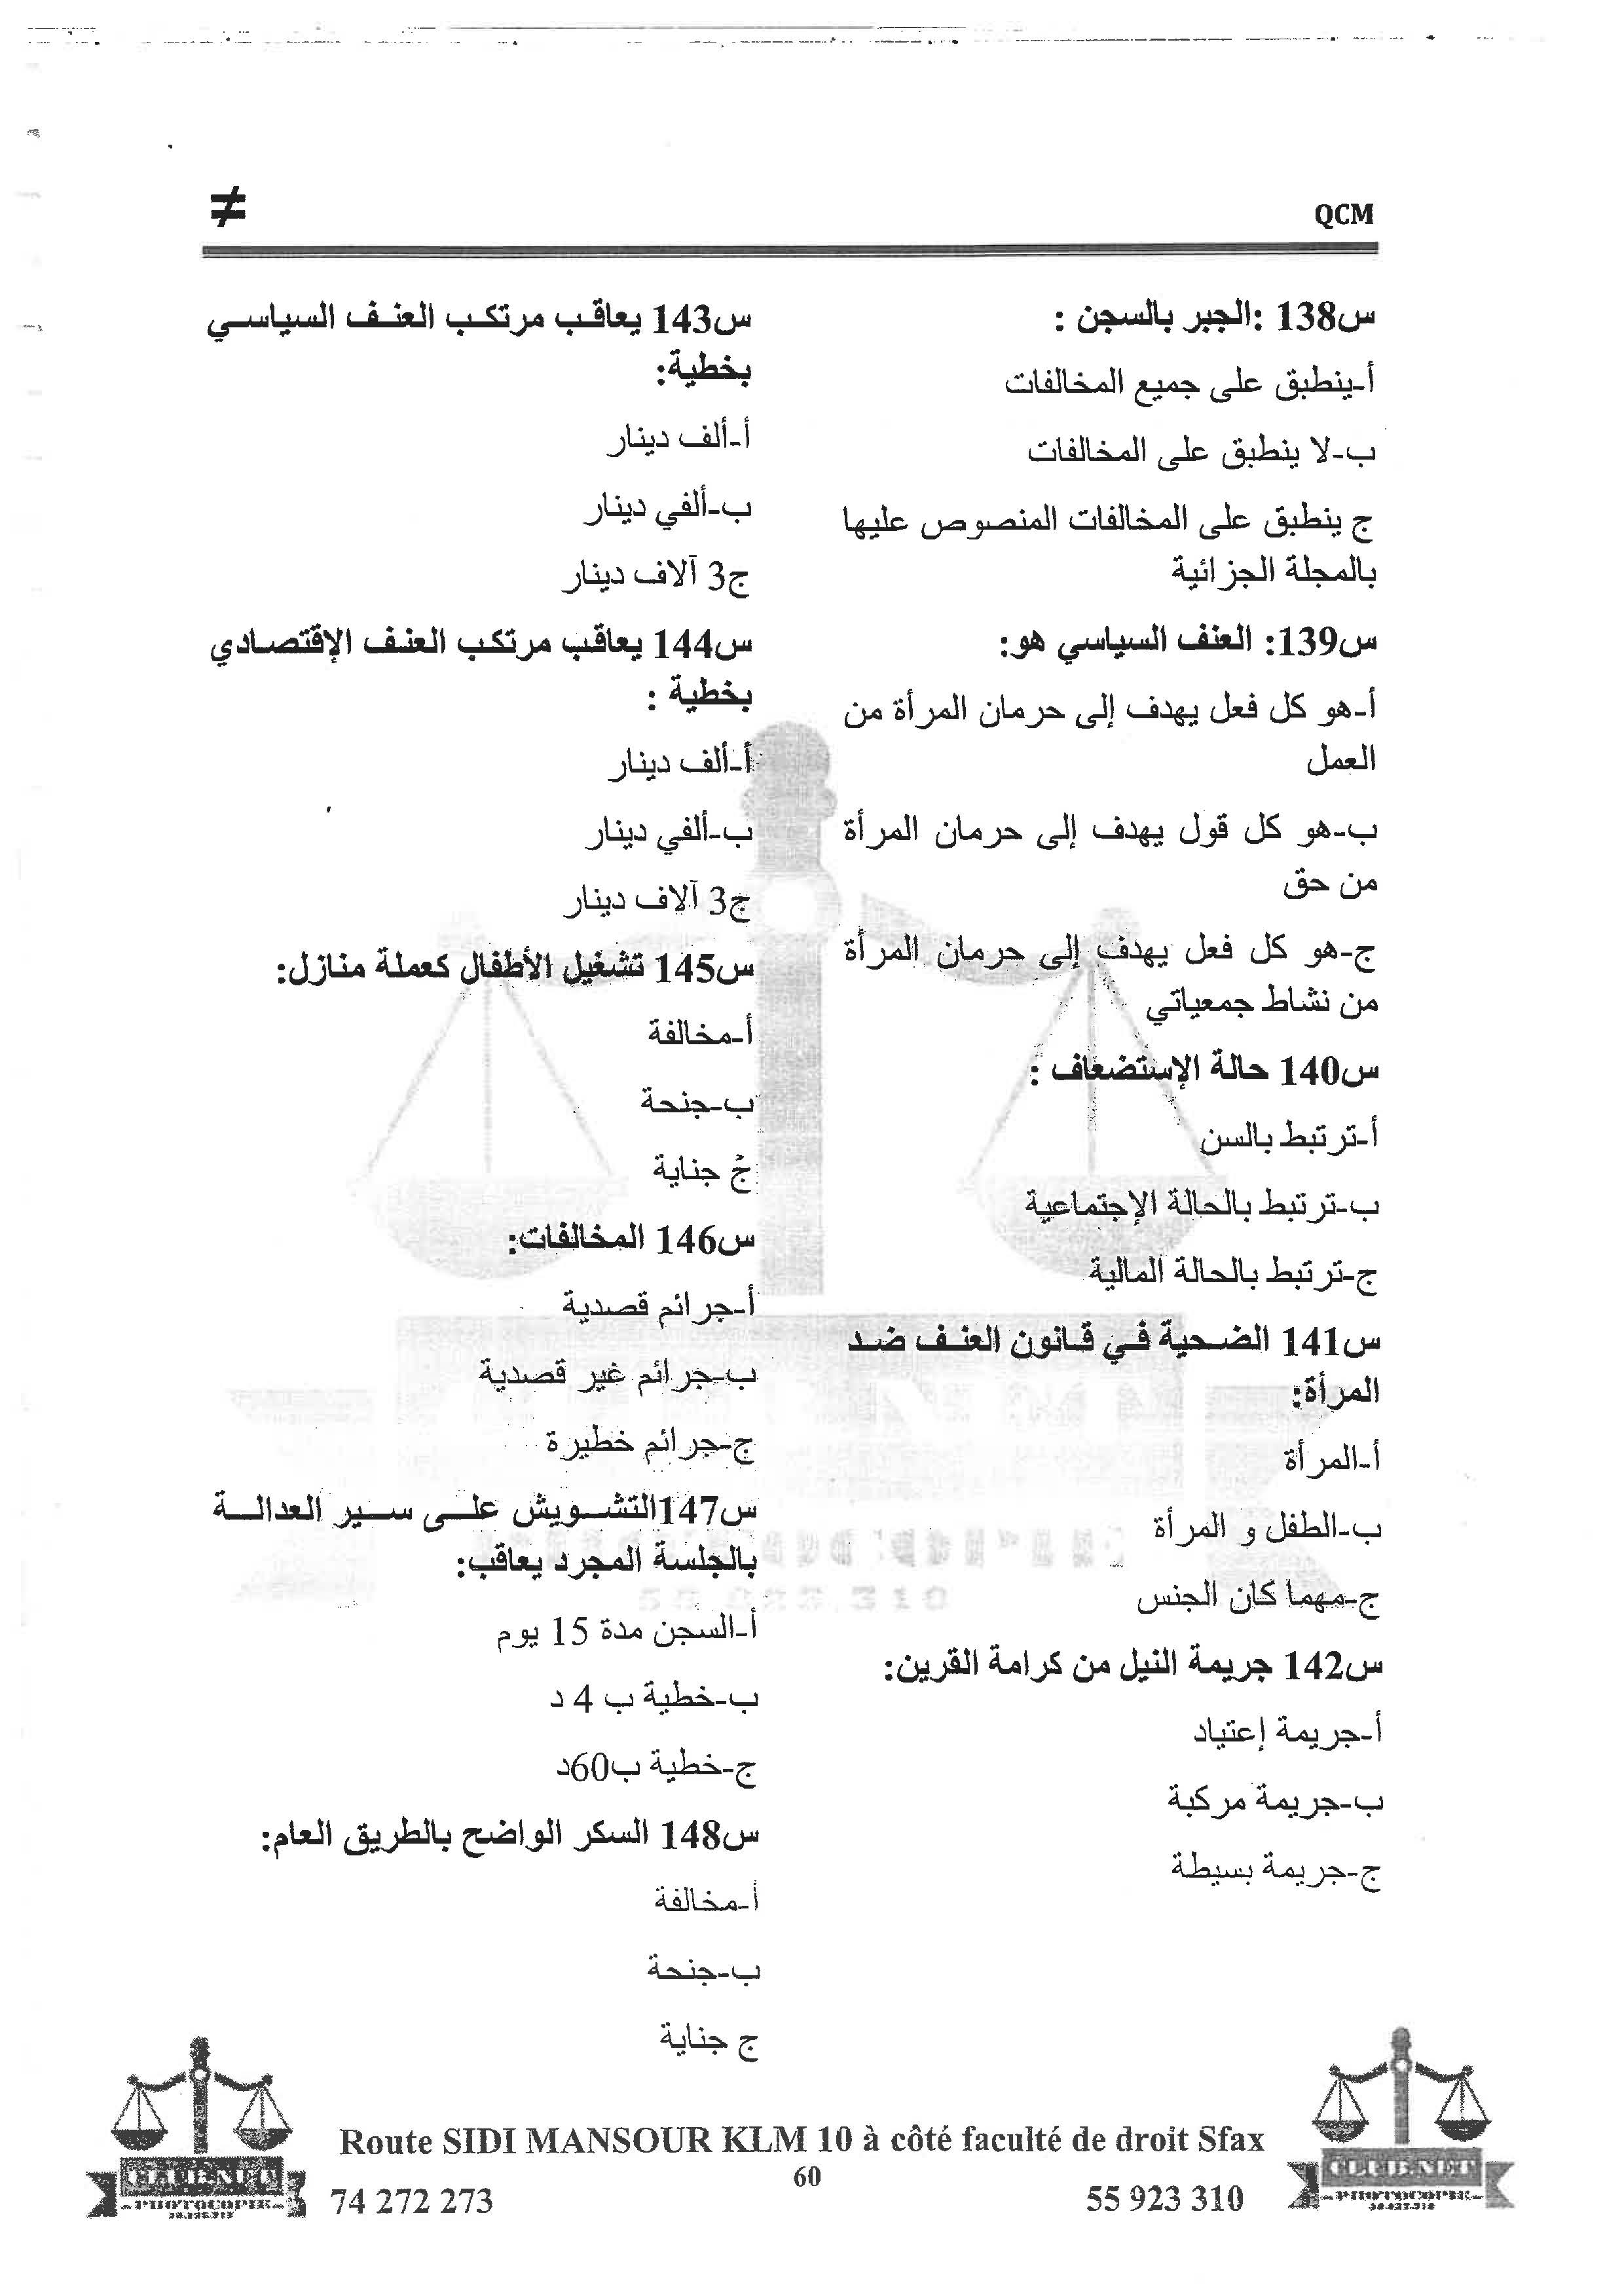 ≠
QCM
س138 :الجبر بالسجن :
أ-ينطبق على جميع المخالفات
ب-لا ينطبق على المخالفات
ج ينطبق على المخالفات المنصوص عليها
بالمجلة الجزائية
س139: العنف السياسي هو:
أ-هو كل فعل يهدف إلى حرمان المرأة من
العمل
ب-هو كل قول يهدف إلى حرمان المرأة
من حق
ج-هو كل فعل يهدف إلى حرمان المرأة
من نشاط جمعياتي
س140 حالة الإستضعاف :
أ-ترتبط بالسن
ب-ترتبط بالحالة الإجتماعية
ج-ترتبط بالحالة المالية
س141 الضحية في قانون العنف ضد
المرأة:
أ-المرأة
ب-الطفل و المرأة
ج-مهما كان الجنس
س142 جريمة النيل من كرامة القرين:
أ-جريمة إعتياد
ب-جريمة مركبة
ج-جريمة بسيطة
س143 يعاقب مرتكب العنف السياسي
بخطية:
أ-ألف دينار
ب-ألفي دينار
ج3 آلاف دينار
س144 يعاقب مرتكب العنف الإقتصادي
بخطية :
أ-ألف دينار
ب-ألفي دينار
ج3 آلاف دينار
س145 تشغيل الأطفال كعملة منازل:
أ-مخالفة
ب-جنحة
ج جناية
س146 المخالفات:
أ-جرائم قصدية
ب-جرائم غير قصدية
ج-جرائم خطيرة
س147التشويش على سير العدالة
بالجلسة المجرد يعاقب:
أ-السجن مدة 15 يوم
ب-خطية ب 4 د
ج-خطية ب60د
س148 السكر الواضح بالطريق العام:
أ-مخالفة
ب-جنحة
ج جناية
Route SIDI MANSOUR KLM 10 à côté faculté de droit Sfax
60
74 272 273
55 923 310
CLUB NET
PHOTOCOPIE
CLUB NET
PHOTOCOPIE